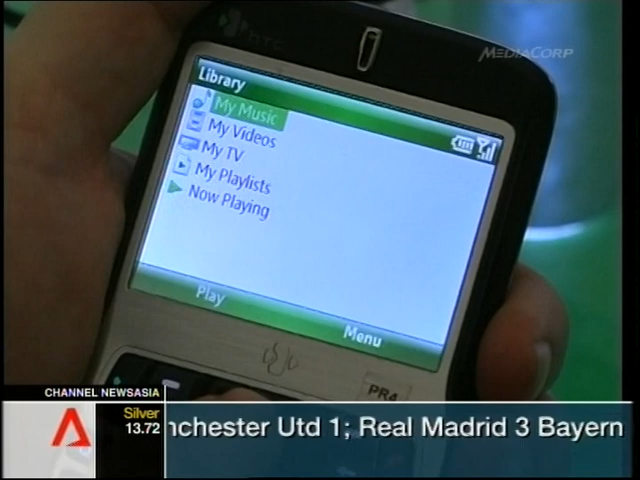 htc
MEDIACORP
Library
My Music
My Videos
My TV
My Playlists
Now Playing
Play
Menu
PR4
CHANNEL NEWSASIA
Silver
13.72
nchester Utd 1; Real Madrid 3 Bayern